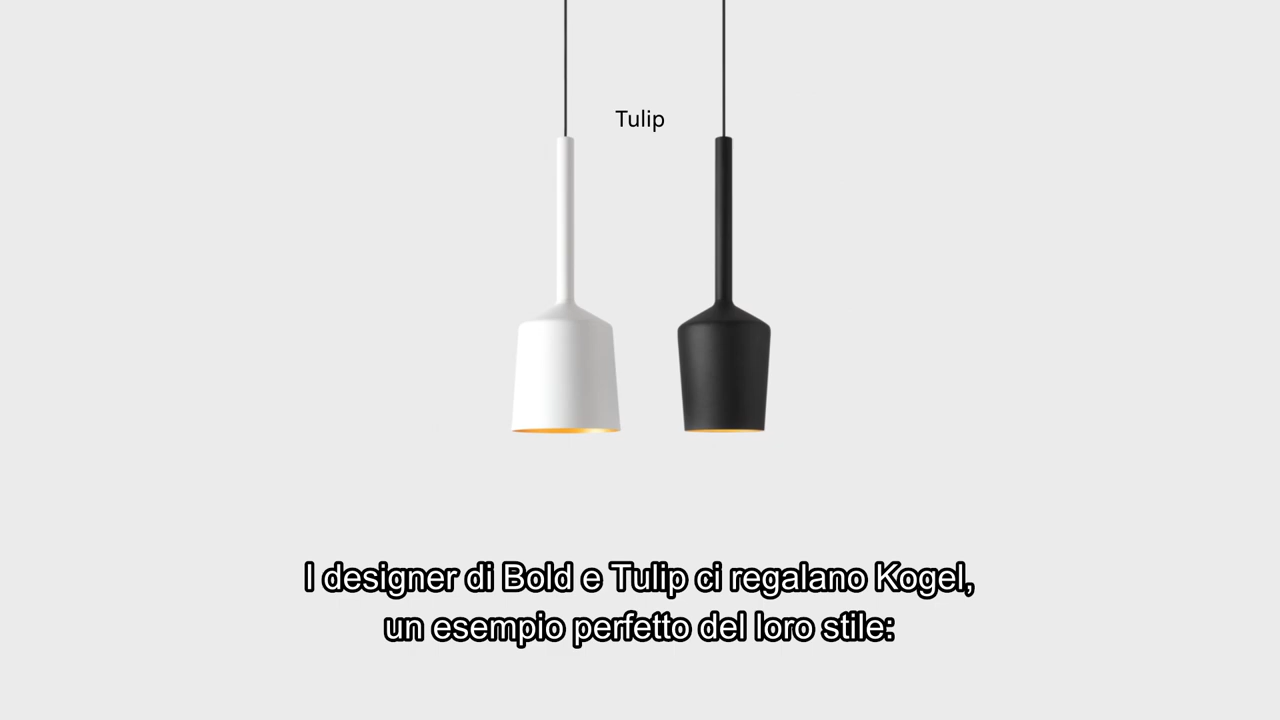 Tulip
I designer di Bold e Tulip ci regalano Kogel,
un esempio perfetto del loro stile: